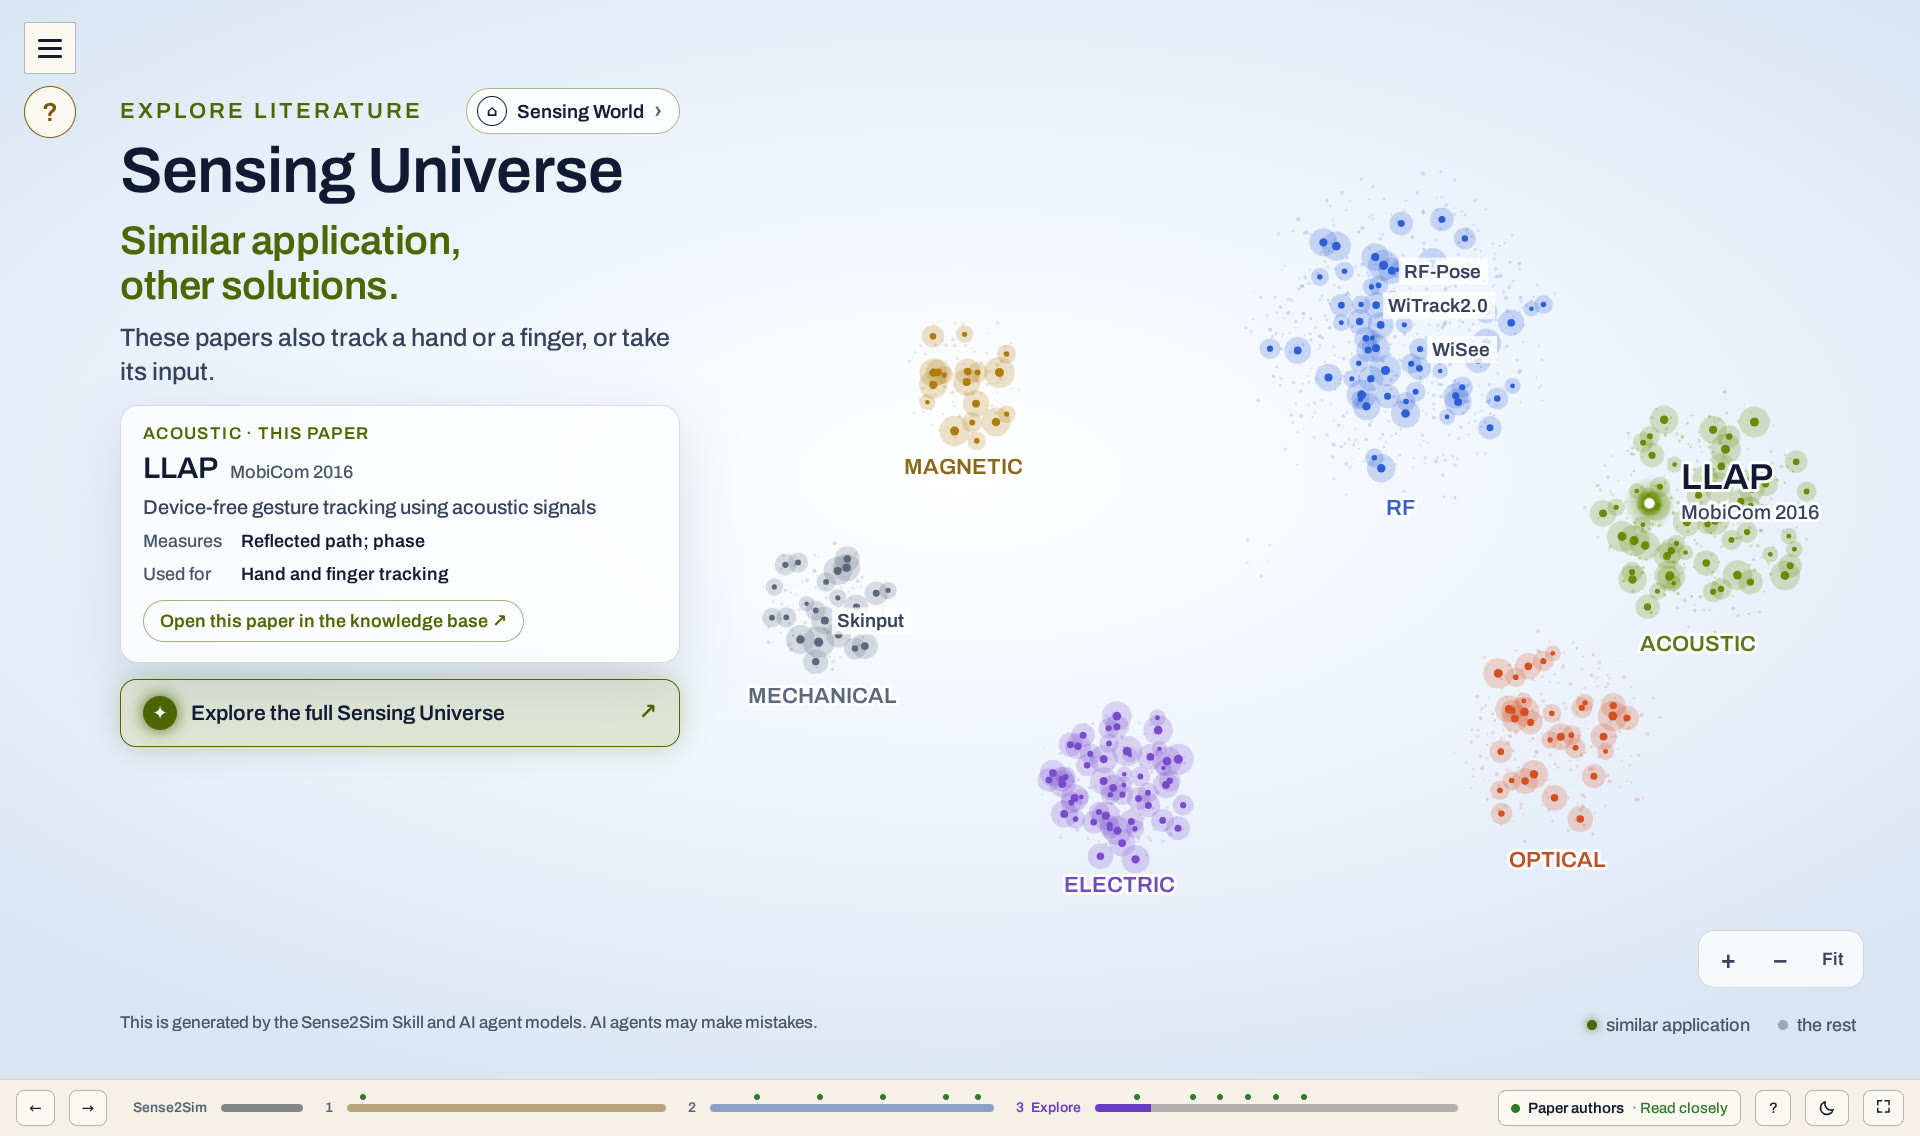 ?
EXPLORE LITERATURE
Sensing World ›
Sensing Universe
Similar application,
other solutions.
These papers also track a hand or a finger, or take
its input.
ACOUSTIC · THIS PAPER
LLAP MobiCom 2016
Device-free gesture tracking using acoustic signals
Measures Reflected path; phase
Used for Hand and finger tracking
Open this paper in the knowledge base ↗
Explore the full Sensing Universe ↗
RF-Pose
WiTrack2.0
WiSee
RF
MAGNETIC
LLAP
MobiCom 2016
ACOUSTIC
Skinput
MECHANICAL
ELECTRIC
OPTICAL
+ − Fit
This is generated by the Sense2Sim Skill and AI agent models. AI agents may make mistakes.
similar application the rest
← → Sense2Sim 1 2 3 Explore Paper authors · Read closely ?